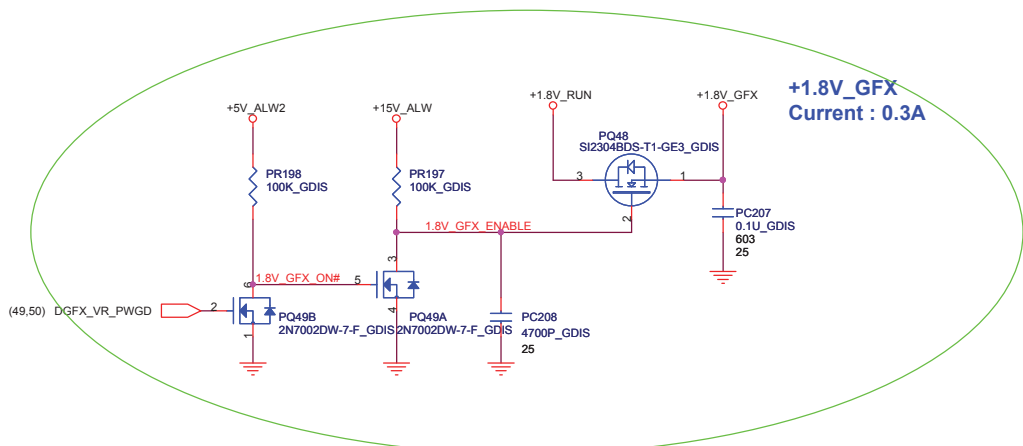 +1.8V_GFX
Current : 0.3A
+5V_ALW2
+15V_ALW
+1.8V_RUN
+1.8V_GFX
PQ48
SI2304BDS-T1-GE3_GDIS
3
1
2
PR198
100K_GDIS
PR197
100K_GDIS
PC207
0.1U_GDIS
603
25
1.8V_GFX_ENABLE
1.8V_GFX_ON#
6
5
3
4
(49,50) DGFX_VR_PWGD
2
1
PQ49B
2N7002DW-7-F_GDIS
PQ49A
2N7002DW-7-F_GDIS
PC208
4700P_GDIS
25